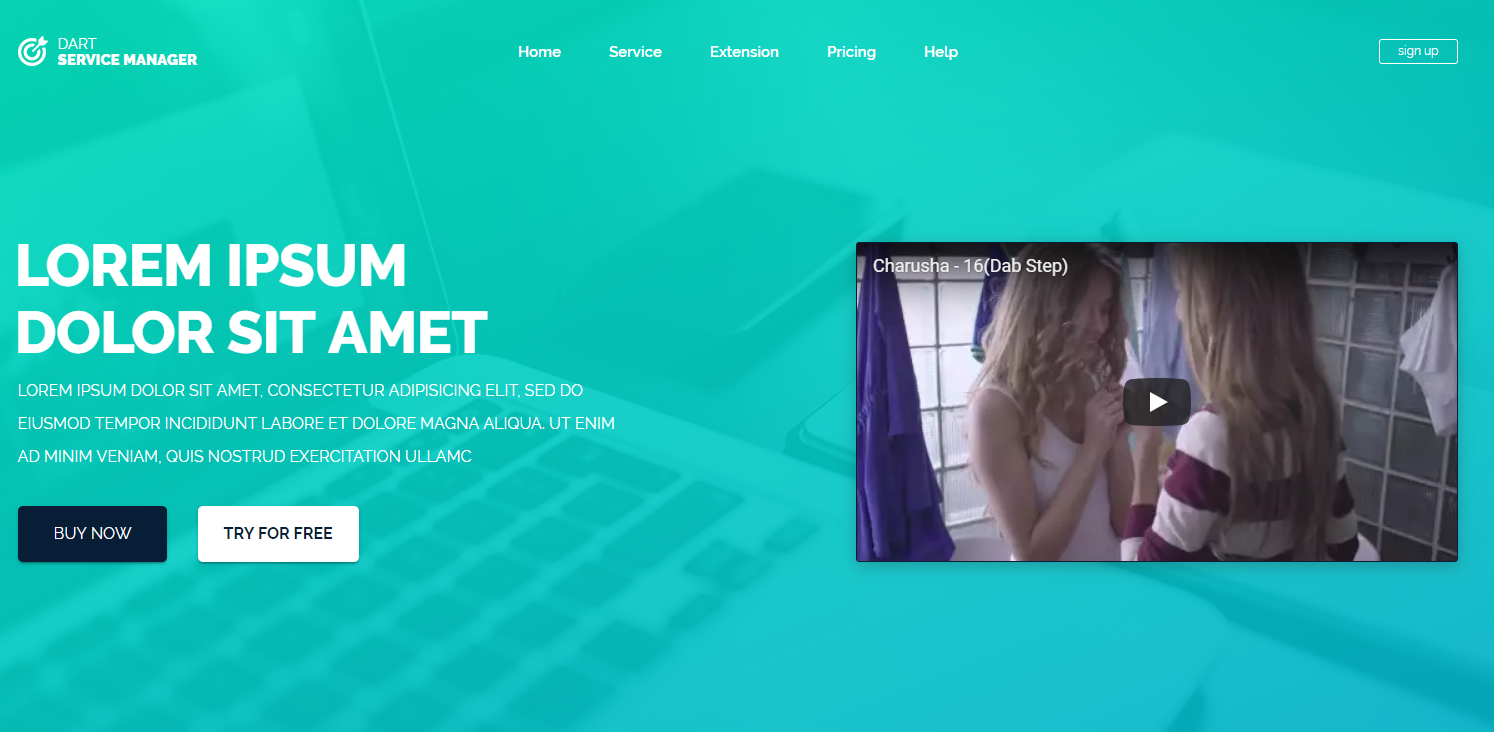 DART
SERVICE MANAGER
Home
Service
Extension
Pricing
Help
sign up
LOREM IPSUM
DOLOR SIT AMET
LOREM IPSUM DOLOR SIT AMET, CONSECTETUR ADIPISICING ELIT, SED DO
EIUSMOD TEMPOR INCIDIDUNT LABORE ET DOLORE MAGNA ALIQUA. UT ENIM
AD MINIM VENIAM, QUIS NOSTRUD EXERCITATION ULLAMC
BUY NOW
TRY FOR FREE
Charusha - 16(Dab Step)